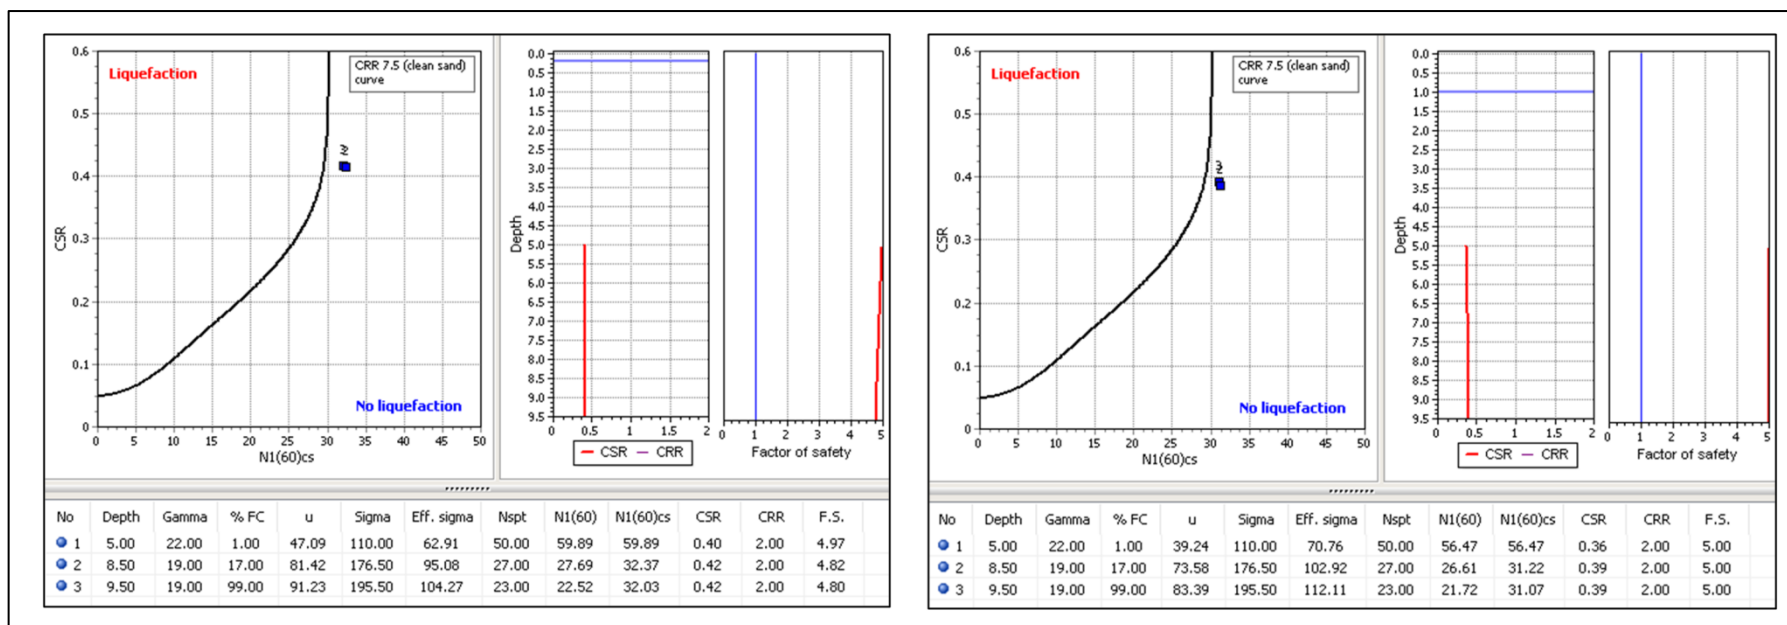 0.6
0.5
0.4
0.3
0.2
0.1
0
CSR
Liquefaction
CRR 7.5 (clean sand)
curve
No liquefaction
0 5 10 15 20 25 30 35 40 45 50
N1(60)cs
0.0
0.5
1.0
1.5
2.0
2.5
3.0
3.5
4.0
4.5
5.0
5.5
6.0
6.5
7.0
7.5
8.0
8.5
9.0
9.5
Depth
0 0.5 1 1.5 2
CSR CRR
0 1 2 3 4 5
Factor of safety
No Depth Gamma % FC u Sigma Eff. sigma Nspt N1(60) N1(60)cs CSR CRR F.S.
1 5.00 22.00 1.00 47.09 110.00 62.91 50.00 59.89 59.89 0.40 2.00 4.97
2 8.50 19.00 17.00 81.42 176.50 95.08 27.00 27.69 32.37 0.42 2.00 4.82
3 9.50 19.00 99.00 91.23 195.50 104.27 23.00 22.52 32.03 0.42 2.00 4.80
0.6
0.5
0.4
0.3
0.2
0.1
0
CSR
Liquefaction
CRR 7.5 (clean sand)
curve
No liquefaction
0 5 10 15 20 25 30 35 40 45 50
N1(60)cs
0.0
0.5
1.0
1.5
2.0
2.5
3.0
3.5
4.0
4.5
5.0
5.5
6.0
6.5
7.0
7.5
8.0
8.5
9.0
9.5
Depth
0 0.5 1 1.5 2
CSR CRR
0 1 2 3 4 5
Factor of safety
No Depth Gamma % FC u Sigma Eff. sigma Nspt N1(60) N1(60)cs CSR CRR F.S.
1 5.00 22.00 1.00 39.24 110.00 70.76 50.00 56.47 56.47 0.36 2.00 5.00
2 8.50 19.00 17.00 73.58 176.50 102.92 27.00 26.61 31.22 0.39 2.00 5.00
3 9.50 19.00 99.00 83.39 195.50 112.11 23.00 21.72 31.07 0.39 2.00 5.00